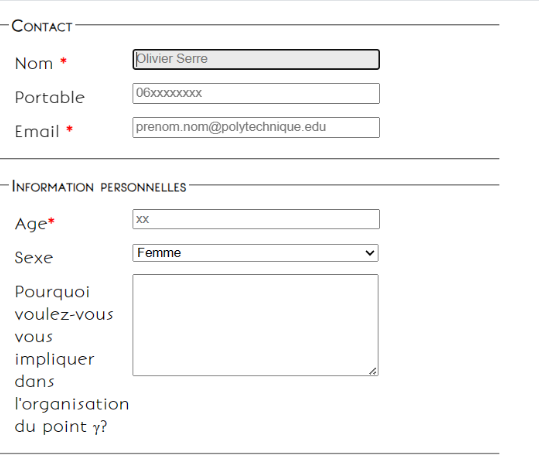 Contact
Nom *
Olivier Serre
Portable
06xxxxxxxx
Email *
prenom.nom@polytechnique.edu
Information personnelles
Age*
xx
Sexe
Femme
Pourquoi
voulez-vous
vous
impliquer
dans
l'organisation
du point γ?